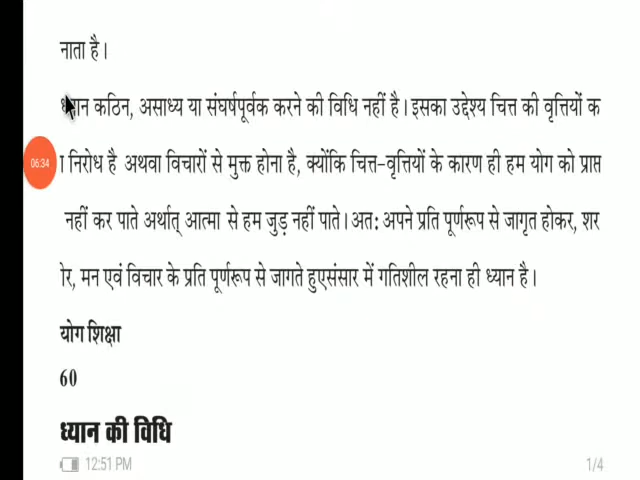 नाता है।
ध्यान कठिन, असाध्य या संघर्षपूर्वक करने की विधि नहीं है। इसका उद्देश्य चित्त की वृत्तियों क
06:34
ा निरोध है अथवा विचारों से मुक्त होना है, क्योंकि चित्त-वृत्तियों के कारण ही हम योग को प्राप्त
नहीं कर पाते अर्थात् आत्मा से हम जुड़ नहीं पाते। अत: अपने प्रति पूर्णरूप से जागृत होकर, शर
ीर, मन एवं विचार के प्रति पूर्णरूप से जागते हुएसंसार में गतिशील रहना ही ध्यान है।
योग शिक्षा
60
ध्यान की विधि
12:51 PM
1/4